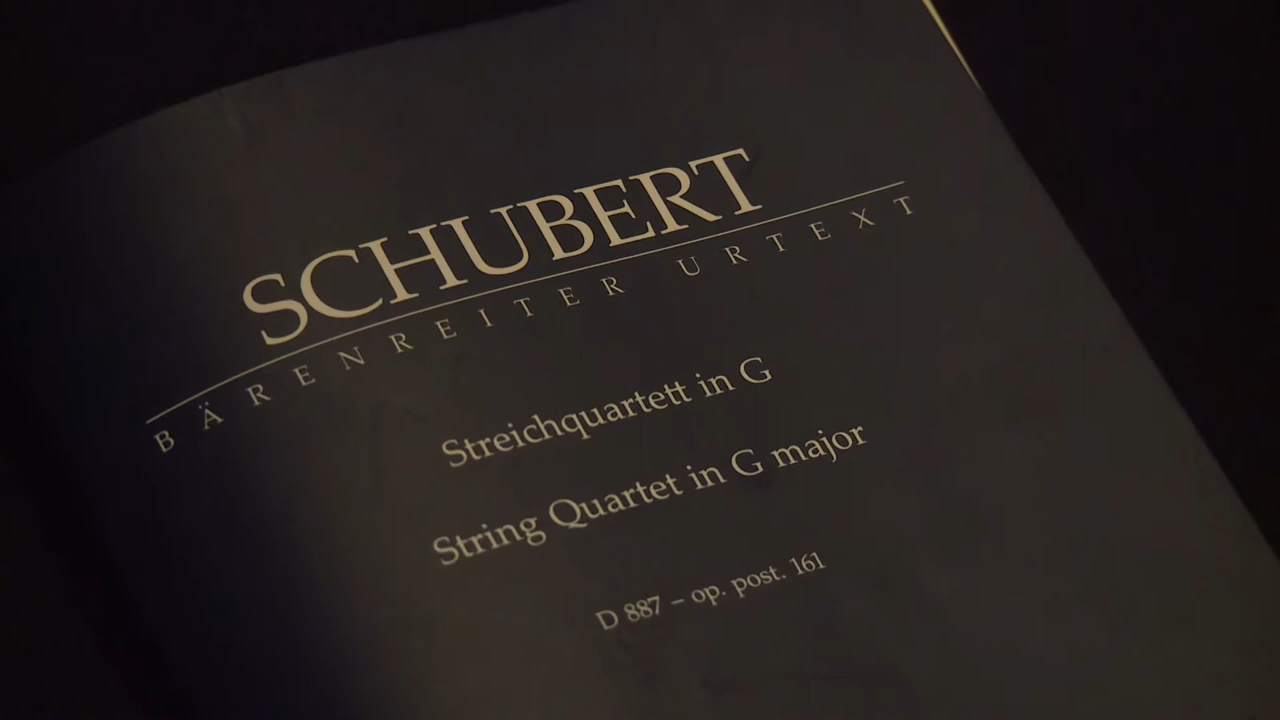 SCHUBERT
BÄRENREITER URTEXT
Streichquartett in G
String Quartet in G major
D 887 – op. post. 161